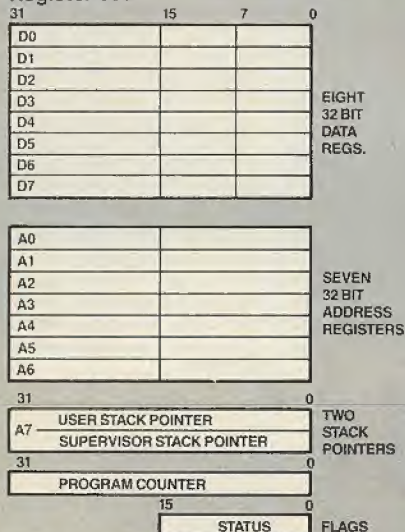 31 15 7 0
D0
D1
D2
D3
D4
D5
D6
D7
EIGHT
32 BIT
DATA
REGS.
A0
A1
A2
A3
A4
A5
A6
SEVEN
32 BIT
ADDRESS
REGISTERS
31 0
A7
USER STACK POINTER
SUPERVISOR STACK POINTER
TWO
STACK
POINTERS
31 0
PROGRAM COUNTER
15 0
STATUS
FLAGS